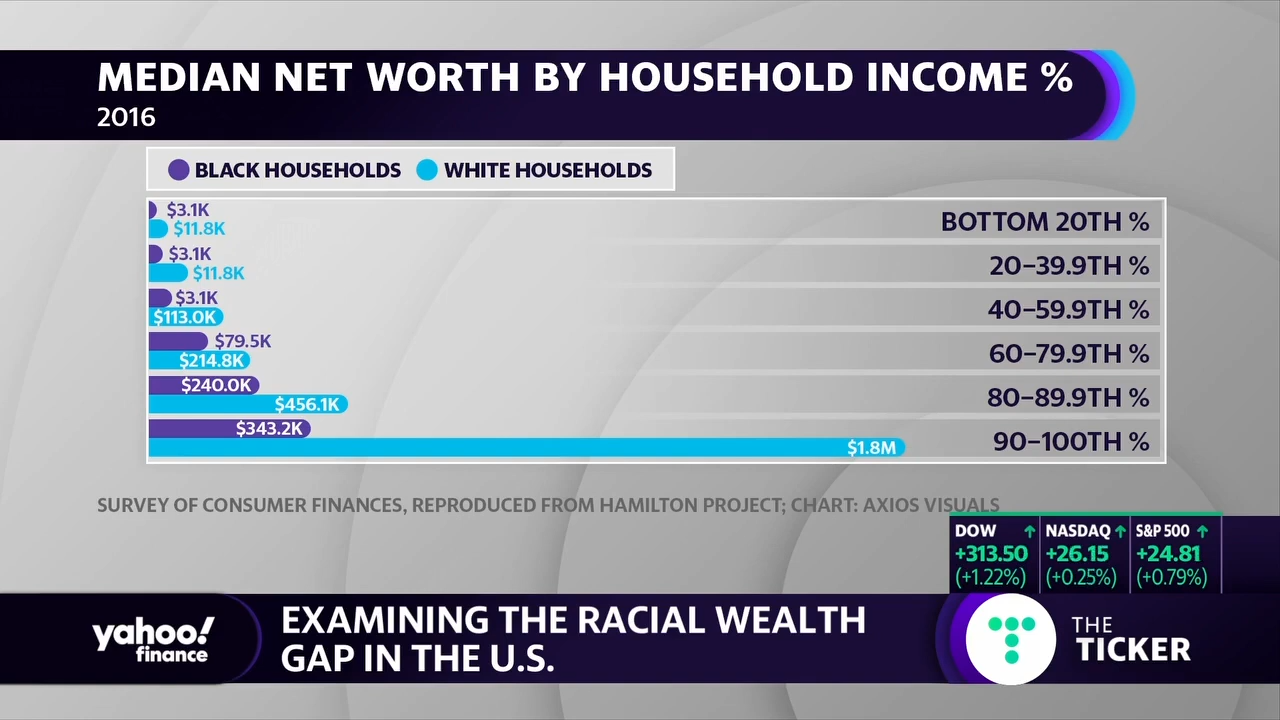 MEDIAN NET WORTH BY HOUSEHOLD INCOME %
2016
BLACK HOUSEHOLDS WHITE HOUSEHOLDS
$3.1K
$11.8K
BOTTOM 20TH %
$3.1K
$11.8K
20–39.9TH %
$3.1K
$113.0K
40–59.9TH %
$79.5K
$214.8K
60–79.9TH %
$240.0K
$456.1K
80–89.9TH %
$343.2K
$1.8M
90–100TH %
SURVEY OF CONSUMER FINANCES, REPRODUCED FROM HAMILTON PROJECT; CHART: AXIOS VISUALS
DOW ↑ NASDAQ ↑ S&P 500 ↑
+313.50 +26.15 +24.81
(+1.22%) (+0.25%) (+0.79%)
yahoo!
finance
EXAMINING THE RACIAL WEALTH
GAP IN THE U.S.
THE
TICKER